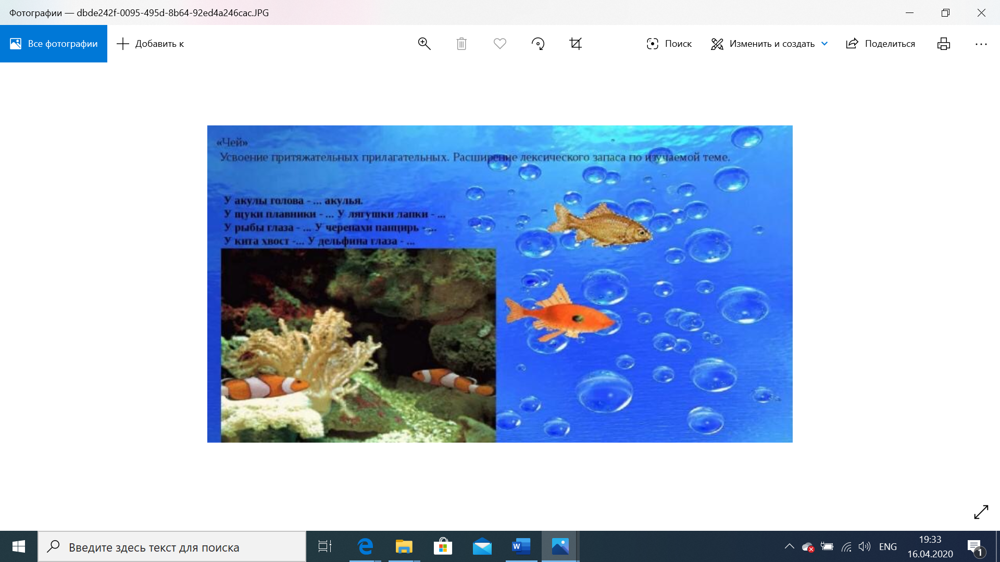 Фотографии — dbde242f-0095-495d-8b64-92ed4a246cac.JPG
Все фотографии
Добавить к
Поиск
Изменить и создать
Поделиться
«Чей»
Усвоение притяжательных прилагательных. Расширение лексического запаса по изучаемой теме.
У акулы голова - ... акулья.
У щуки плавники - ... У лягушки лапки - ...
У рыбы глаза - ... У черепахи панцирь - ...
У кита хвост -... У дельфина глаза - ...
Введите здесь текст для поиска
ENG
19:33
16.04.2020
1